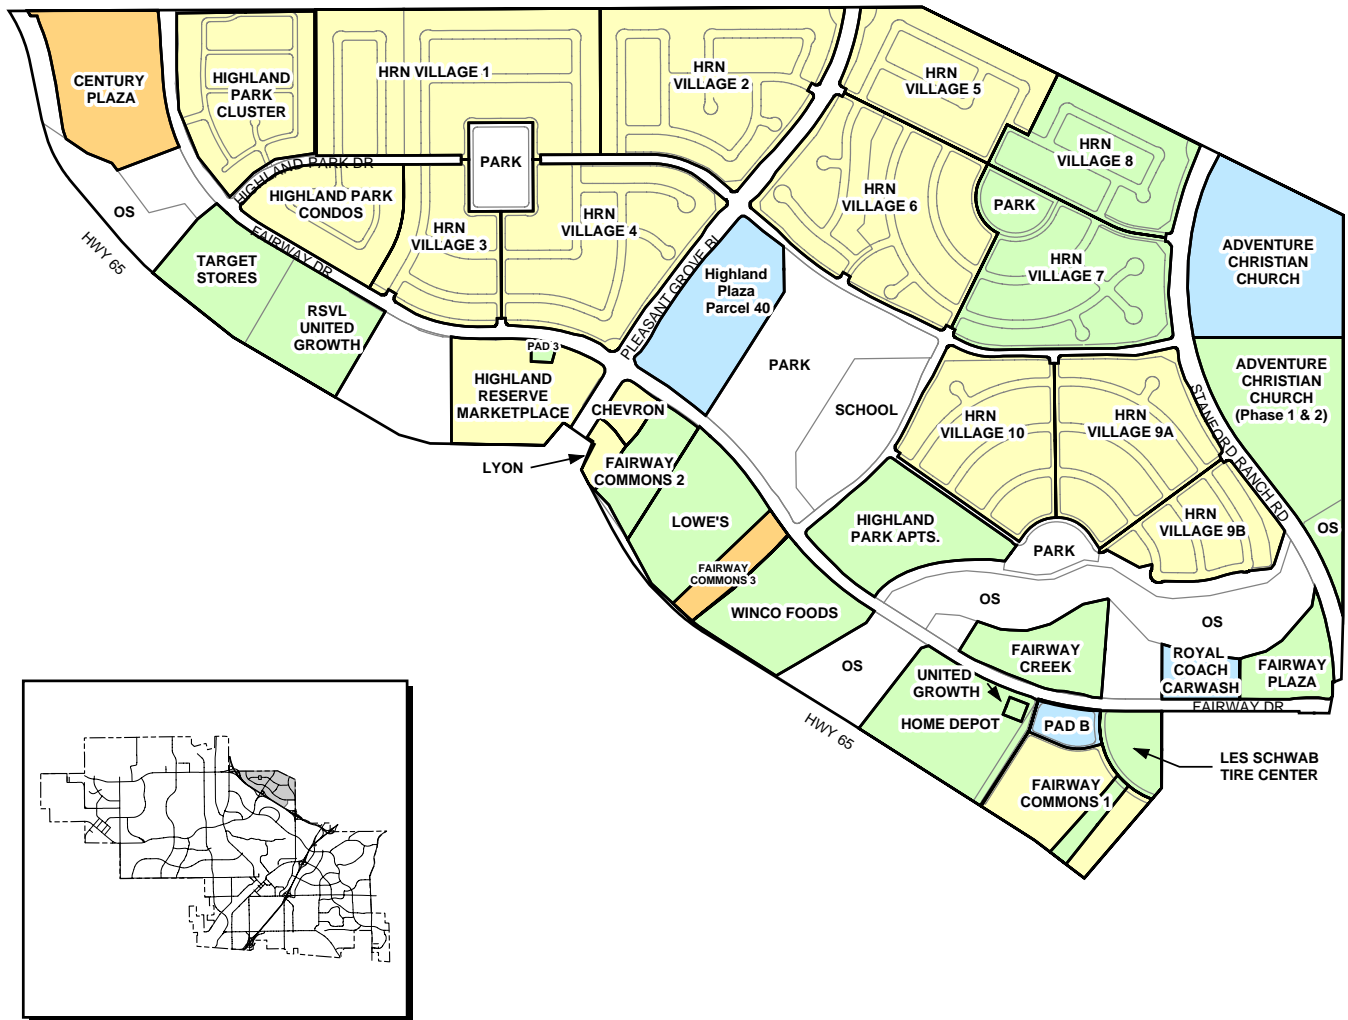 CENTURY
PLAZA
HIGHLAND
PARK
CLUSTER
HRN VILLAGE 1
HRN
VILLAGE 2
HRN
VILLAGE 5
HRN
VILLAGE 8
PARK
HIGHLAND PARK DR
HIGHLAND PARK
CONDOS
HRN
VILLAGE 3
HRN
VILLAGE 4
HRN
VILLAGE 6
PARK
HRN
VILLAGE 7
ADVENTURE
CHRISTIAN
CHURCH
OS
HWY 65
TARGET
STORES
FAIRWAY DR
RSVL
UNITED
GROWTH
PLEASANT GROVE BL
Highland
Plaza
Parcel 40
PAD 3
HIGHLAND
RESERVE
MARKETPLACE
PARK
SCHOOL
HRN
VILLAGE 10
HRN
VILLAGE 9A
STANFORD RANCH RD
ADVENTURE
CHRISTIAN
CHURCH
(Phase 1 & 2)
CHEVRON
LYON
FAIRWAY
COMMONS 2
LOWE'S
HIGHLAND
PARK APTS.
HRN
VILLAGE 9B
OS
PARK
FAIRWAY
COMMONS 3
WINCO FOODS
OS
OS
OS
FAIRWAY
CREEK
ROYAL
COACH
CARWASH
FAIRWAY
PLAZA
UNITED
GROWTH
HOME DEPOT
FAIRWAY DR
HWY 65
PAD B
LES SCHWAB
TIRE CENTER
FAIRWAY
COMMONS 1